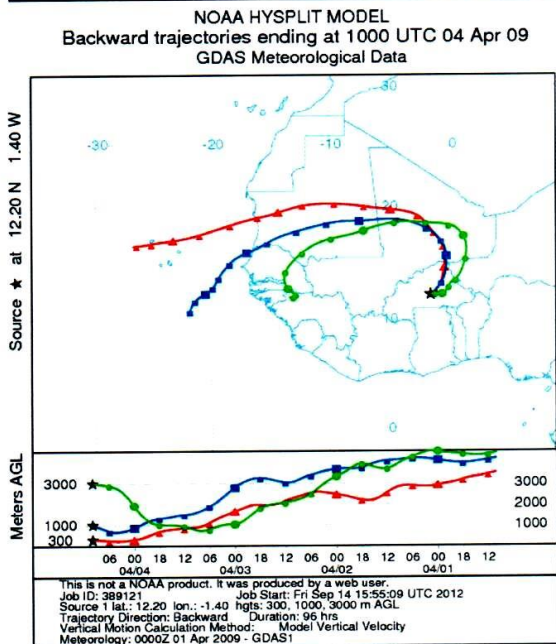 NOAA HYSPLIT MODEL
Backward trajectories ending at 1000 UTC 04 Apr 09
GDAS Meteorological Data
Source ★ at 12.20 N 1.40 W
30
-30
-20
-10
0
20
10
0
Meters AGL
3000
1000
300
3000
2000
1000
06 00 18 12 06 00 18 12 06 00 18 12 06 00 18 12
04/04 04/03 04/02 04/01
This is not a NOAA product. It was produced by a web user.
Job ID: 389121 Job Start: Fri Sep 14 15:55:09 UTC 2012
Source 1 lat.: 12.20 lon.: -1.40 hgts: 300, 1000, 3000 m AGL
Trajectory Direction: Backward Duration: 96 hrs
Vertical Motion Calculation Method: Model Vertical Velocity
Meteorology: 0000Z 01 Apr 2009 - GDAS1